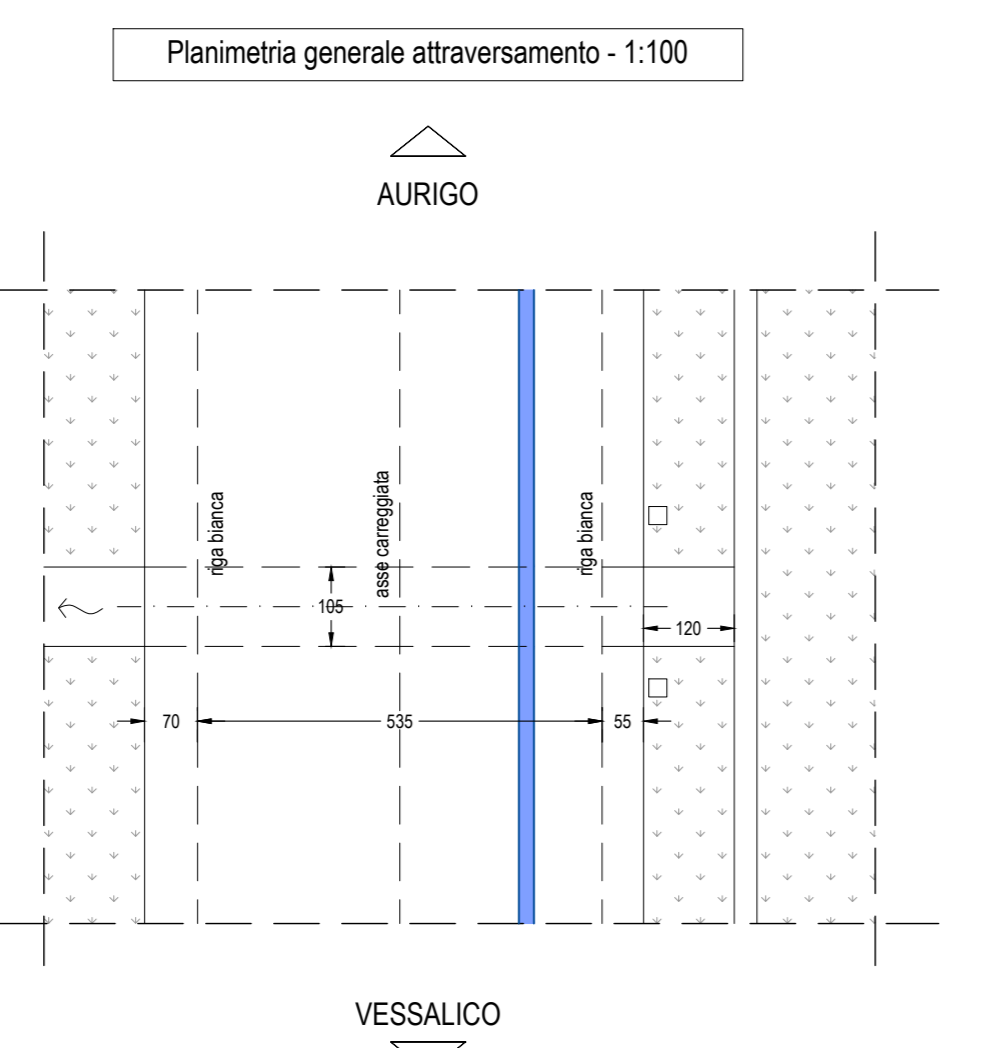 Planimetria generale attraversamento - 1:100
AURIGO
riga bianca
asse carreggiata
riga bianca
105
120
70
535
55
VESSALICO